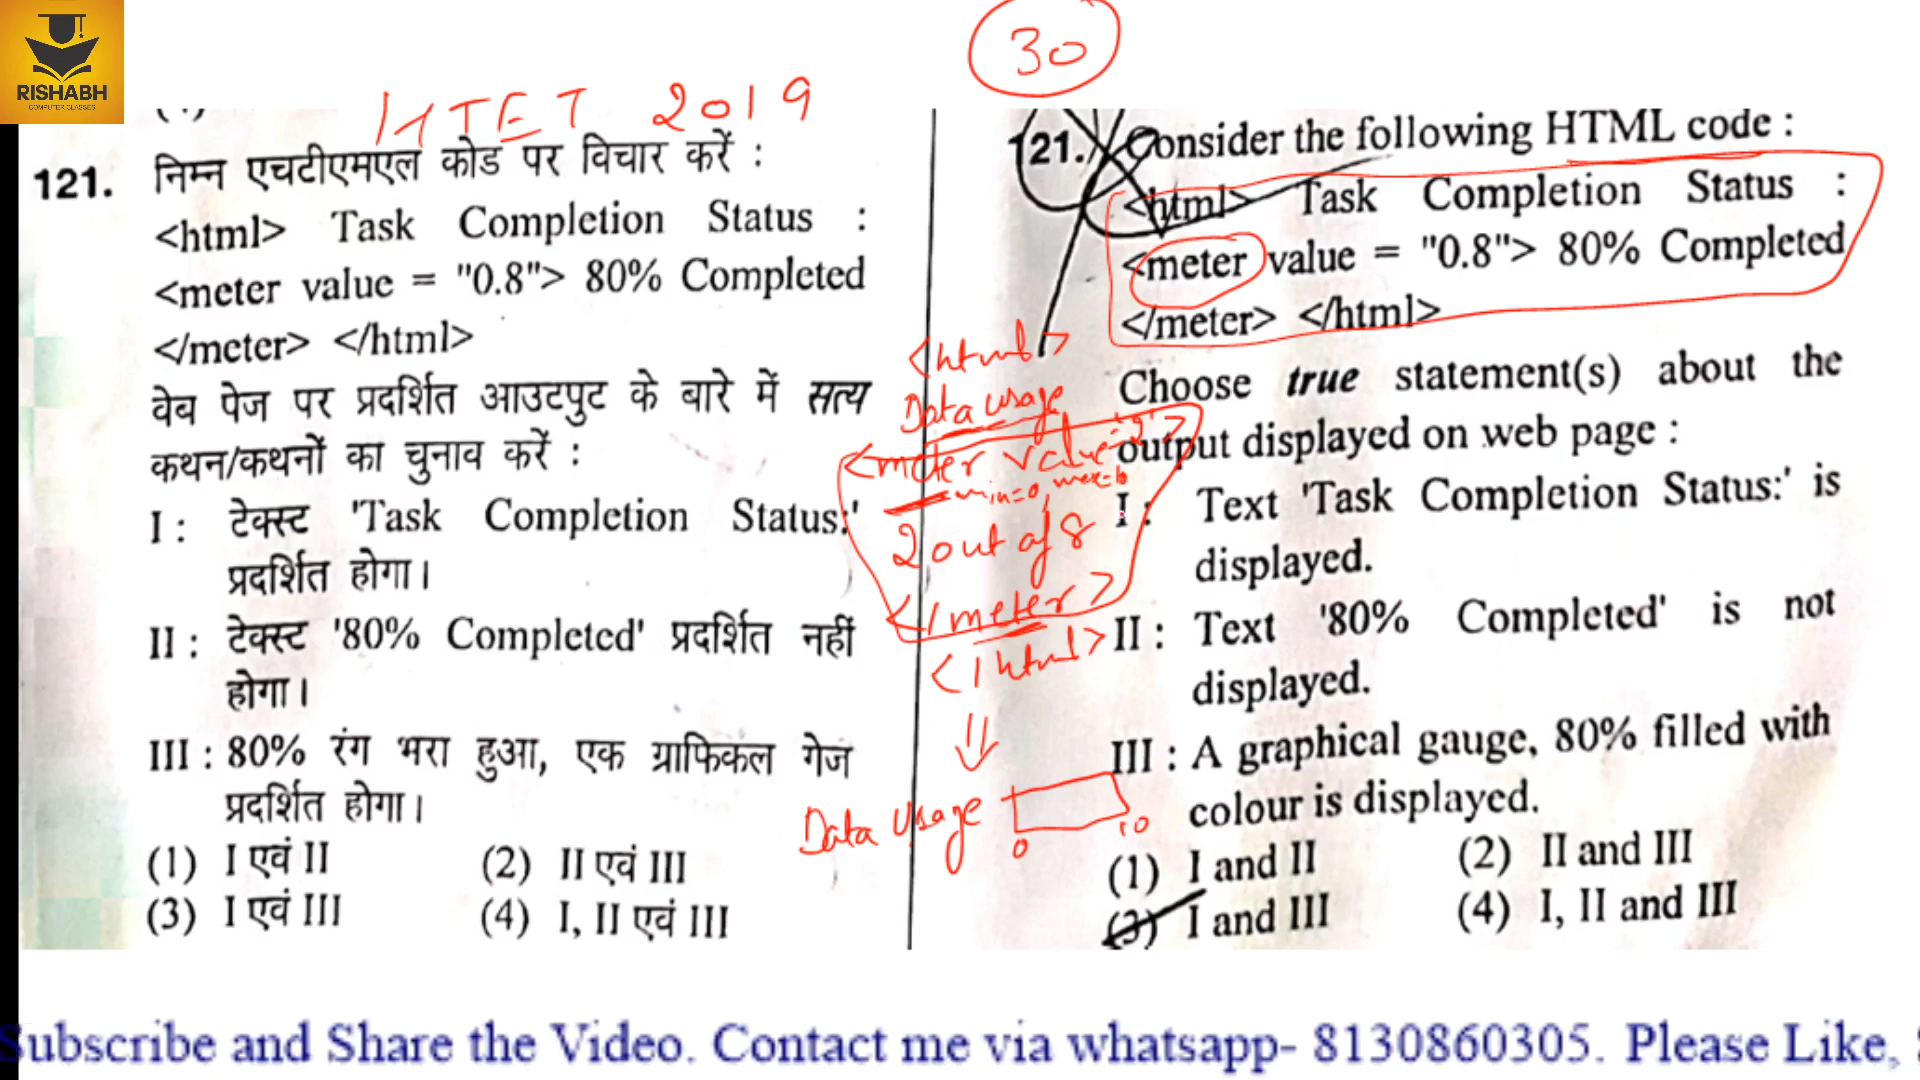 RISHABH
COMPUTER CLASSES
HTET 2019
30
121. निम्न एचटीएमएल कोड पर विचार करें :
<html> Task Completion Status :
<meter value = "0.8"> 80% Completed
</meter> </html>
वेब पेज पर प्रदर्शित आउटपुट के बारे में सत्य
कथन/कथनों का चुनाव करें :
I : टेक्स्ट 'Task Completion Status:'
प्रदर्शित होगा।
II : टेक्स्ट '80% Completed' प्रदर्शित नहीं
होगा।
III : 80% रंग भरा हुआ, एक ग्राफिकल गेज
प्रदर्शित होगा।
(1) I एवं II (2) II एवं III
(3) I एवं III (4) I, II एवं III
<html>
Data usage
<meter value="2">
min=0, max=
2 out of 8
</meter>
</html>
Data Usage
0 10
121. Consider the following HTML code :
<html> Task Completion Status :
<meter value = "0.8"> 80% Completed
</meter> </html>
Choose true statement(s) about the
output displayed on web page :
I : Text 'Task Completion Status:' is
displayed.
II : Text '80% Completed' is not
displayed.
III : A graphical gauge, 80% filled with
colour is displayed.
(1) I and II (2) II and III
(3) I and III (4) I, II and III
Subscribe and Share the Video. Contact me via whatsapp- 8130860305. Please Like,